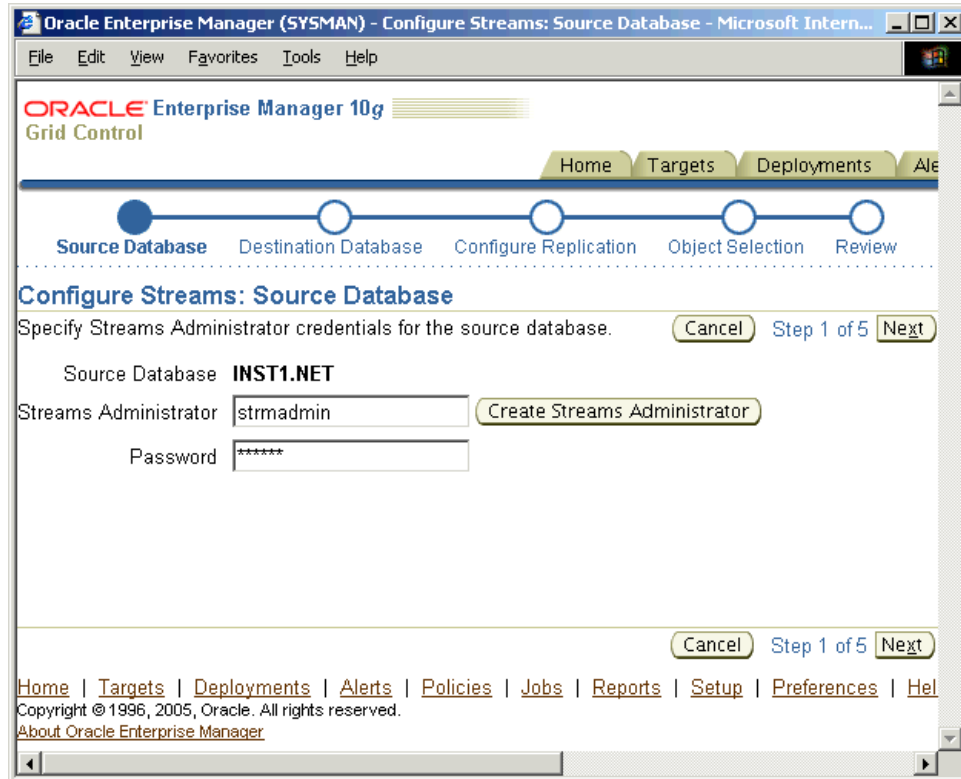 Oracle Enterprise Manager (SYSMAN) - Configure Streams: Source Database - Microsoft Intern...
File Edit View Favorites Tools Help
ORACLE Enterprise Manager 10g
Grid Control
Home Targets Deployments Ale
Source Database Destination Database Configure Replication Object Selection Review
Configure Streams: Source Database
Specify Streams Administrator credentials for the source database. Cancel Step 1 of 5 Next
Source Database INST1.NET
Streams Administrator strmadmin Create Streams Administrator
Password ******
Cancel Step 1 of 5 Next
Home | Targets | Deployments | Alerts | Policies | Jobs | Reports | Setup | Preferences | Hel
Copyright © 1996, 2005, Oracle. All rights reserved.
About Oracle Enterprise Manager